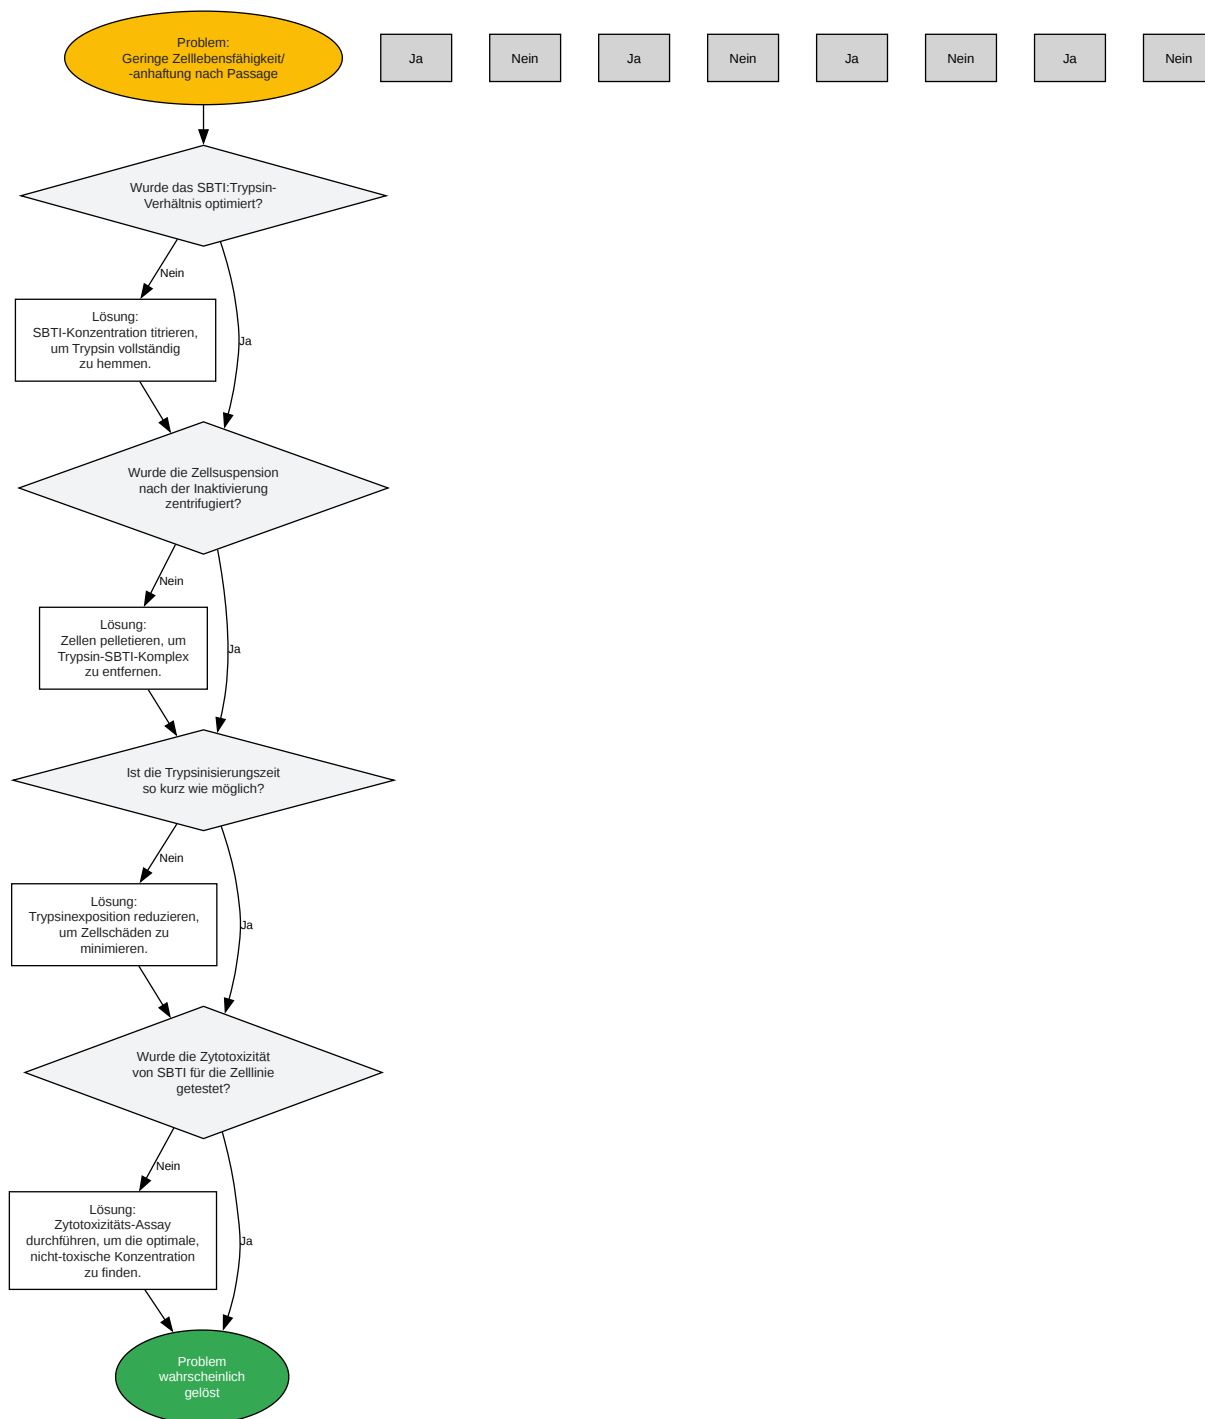 Problem:
Geringe Zelllebensfähigkeit/
-anhaftung nach Passage
Ja
Nein
Ja
Nein
Ja
Nein
Ja
Nein
Wurde das SBTI:Trypsin-
Verhältnis optimiert?
Nein
Lösung:
SBTI-Konzentration titrieren,
um Trypsin vollständig
zu hemmen.
Ja
Wurde die Zellsuspension
nach der Inaktivierung
zentrifugiert?
Nein
Lösung:
Zellen pelletieren, um
Trypsin-SBTI-Komplex
zu entfernen.
Ja
Ist die Trypsinisierungszeit
so kurz wie möglich?
Nein
Lösung:
Trypsinexposition reduzieren,
um Zellschäden zu
minimieren.
Ja
Wurde die Zytotoxizität
von SBTI für die Zelllinie
getestet?
Nein
Lösung:
Zytotoxizitäts-Assay
durchführen, um die optimale,
nicht-toxische Konzentration
zu finden.
Ja
Problem
wahrscheinlich
gelöst